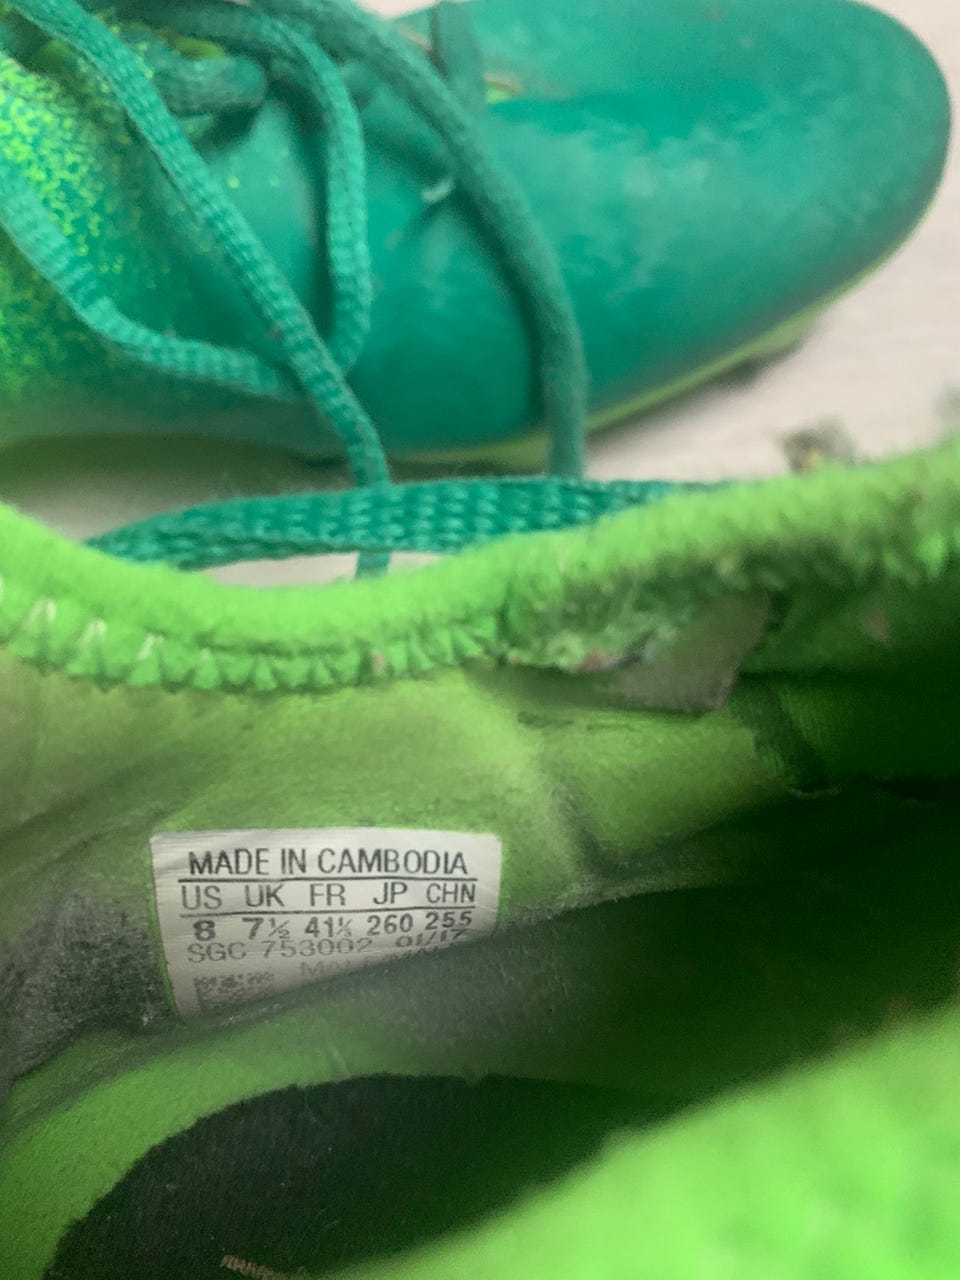 MADE IN CAMBODIA
US UK FR JP CHN
8 7½ 41⅓ 260 255
SGC 753002 01/17